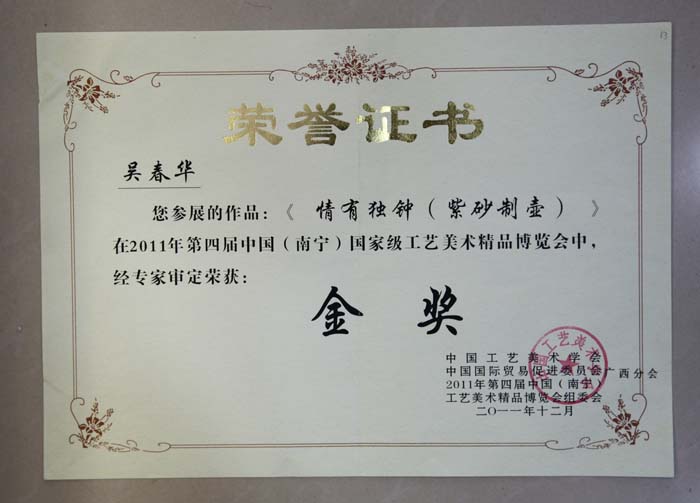 13
荣誉证书
吴春华
您参展的作品：《 情有独钟（紫砂制壶） 》
在2011年第四届中国（南宁）国家级工艺美术精品博览会中，
经专家审定荣获：
金 奖
中国工艺美术学会
中国国际贸易促进委员会广西分会
2011年第四届中国（南宁）
工艺美术精品博览会组委会
二〇一一年十二月